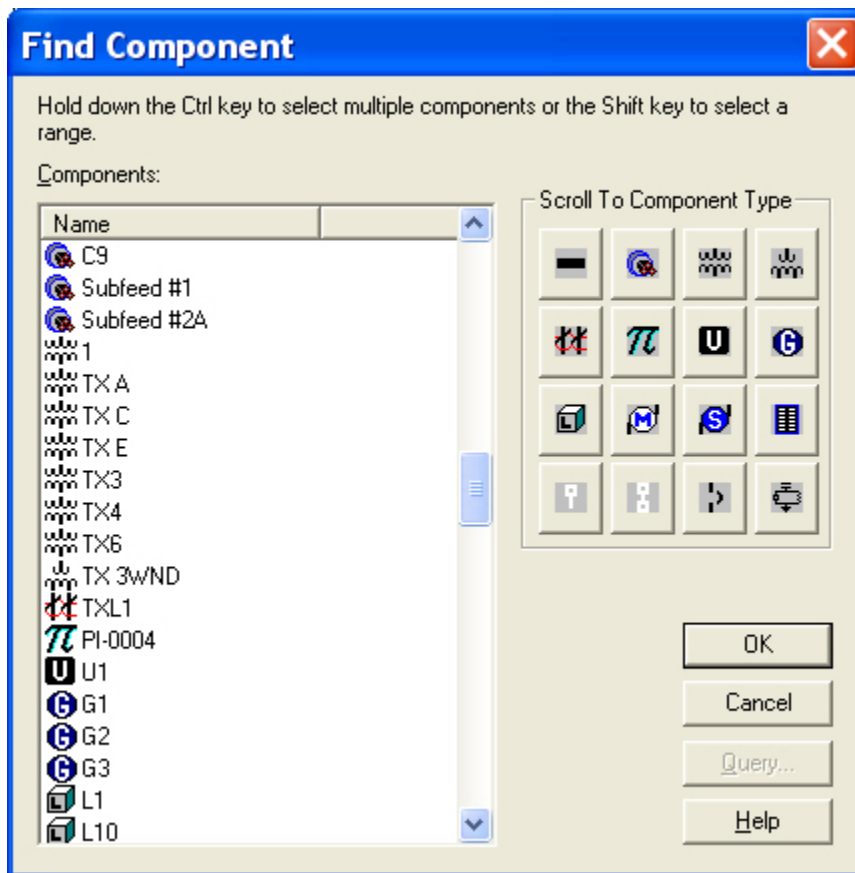 Find Component
Hold down the Ctrl key to select multiple components or the Shift key to select a
range.
Components:
Scroll To Component Type
Name
C9
Subfeed #1
Subfeed #2A
1
TX A
TX C
TX E
TX3
TX4
TX6
TX 3WND
TXL1
PI-0004
U1
G1
G2
G3
L1
L10
OK
Cancel
Query...
Help